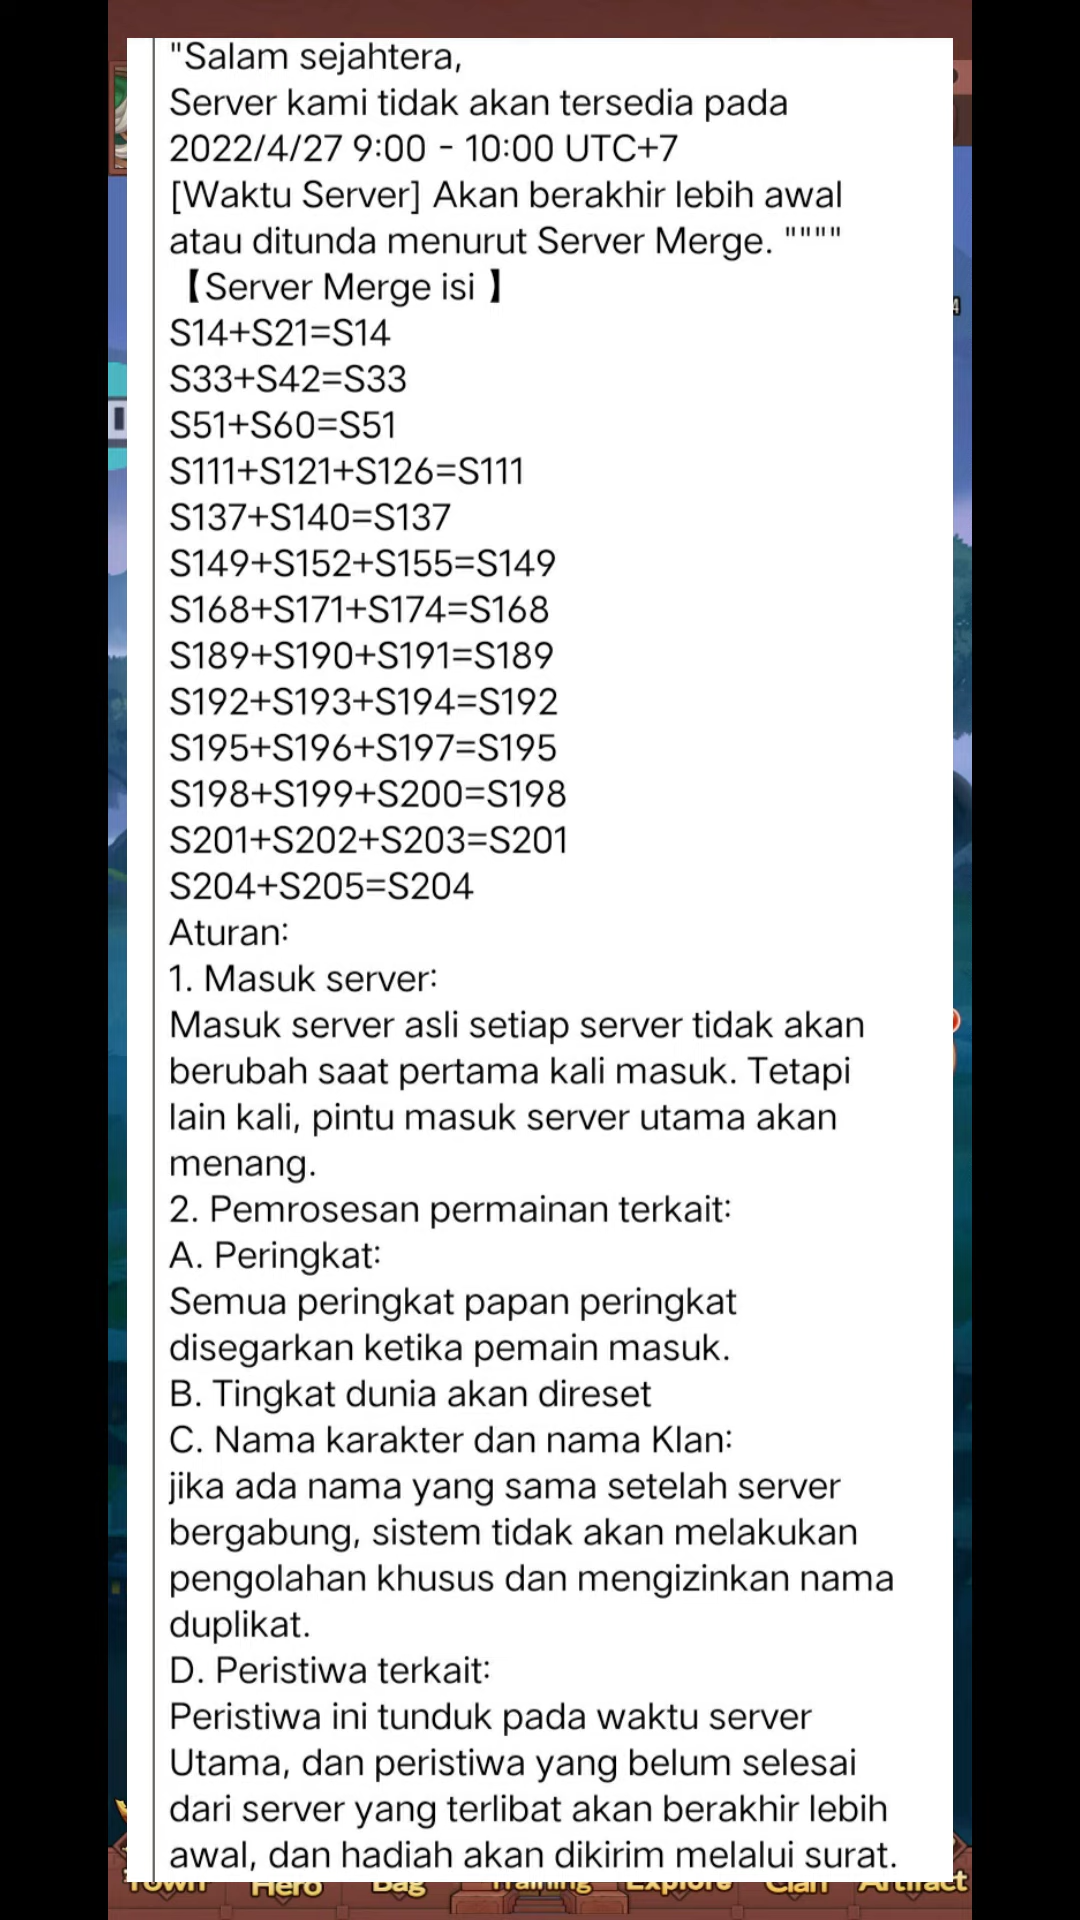 "Salam sejahtera,
Server kami tidak akan tersedia pada
2022/4/27 9:00 - 10:00 UTC+7
[Waktu Server] Akan berakhir lebih awal
atau ditunda menurut Server Merge. """"
【Server Merge isi 】
S14+S21=S14
S33+S42=S33
S51+S60=S51
S111+S121+S126=S111
S137+S140=S137
S149+S152+S155=S149
S168+S171+S174=S168
S189+S190+S191=S189
S192+S193+S194=S192
S195+S196+S197=S195
S198+S199+S200=S198
S201+S202+S203=S201
S204+S205=S204
Aturan:
1. Masuk server:
Masuk server asli setiap server tidak akan
berubah saat pertama kali masuk. Tetapi
lain kali, pintu masuk server utama akan
menang.
2. Pemrosesan permainan terkait:
A. Peringkat:
Semua peringkat papan peringkat
disegarkan ketika pemain masuk.
B. Tingkat dunia akan direset
C. Nama karakter dan nama Klan:
jika ada nama yang sama setelah server
bergabung, sistem tidak akan melakukan
pengolahan khusus dan mengizinkan nama
duplikat.
D. Peristiwa terkait:
Peristiwa ini tunduk pada waktu server
Utama, dan peristiwa yang belum selesai
dari server yang terlibat akan berakhir lebih
awal, dan hadiah akan dikirim melalui surat.
Town Hero Bag Training Explore Clan Artifact